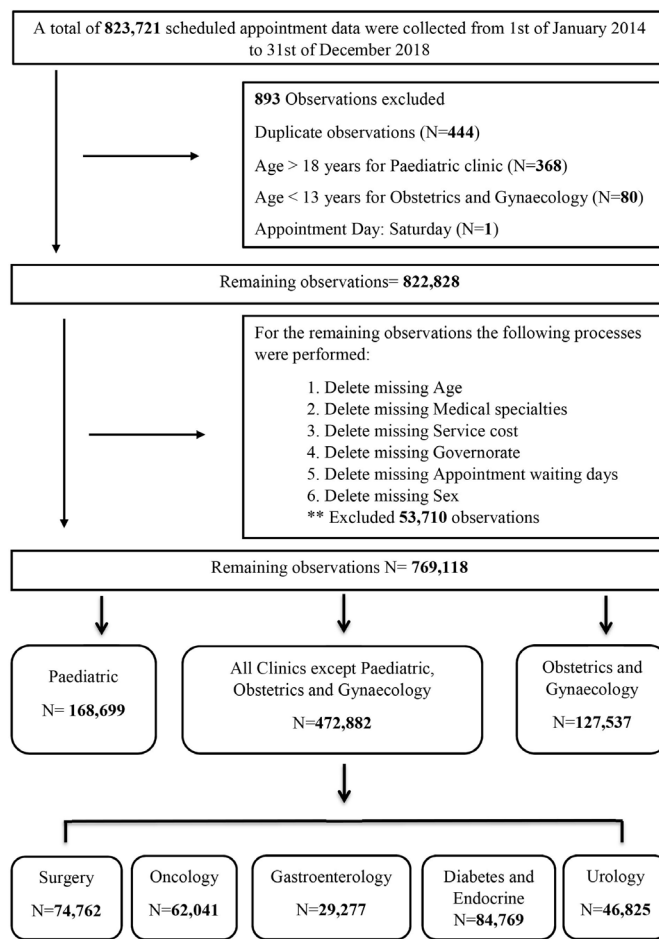 A total of 823,721 scheduled appointment data were collected from 1st of January 2014
to 31st of December 2018
893 Observations excluded
Duplicate observations (N=444)
Age > 18 years for Paediatric clinic (N=368)
Age < 13 years for Obstetrics and Gynaecology (N=80)
Appointment Day: Saturday (N=1)
Remaining observations= 822,828
For the remaining observations the following processes
were performed:
1. Delete missing Age
2. Delete missing Medical specialties
3. Delete missing Service cost
4. Delete missing Governorate
5. Delete missing Appointment waiting days
6. Delete missing Sex
** Excluded 53,710 observations
Remaining observations N= 769,118
Paediatric
N= 168,699
All Clinics except Paediatric,
Obstetrics and Gynaecology
N=472,882
Obstetrics and
Gynaecology
N=127,537
Surgery
N=74,762
Oncology
N=62,041
Gastroenterology
N=29,277
Diabetes and
Endocrine
N=84,769
Urology
N=46,825